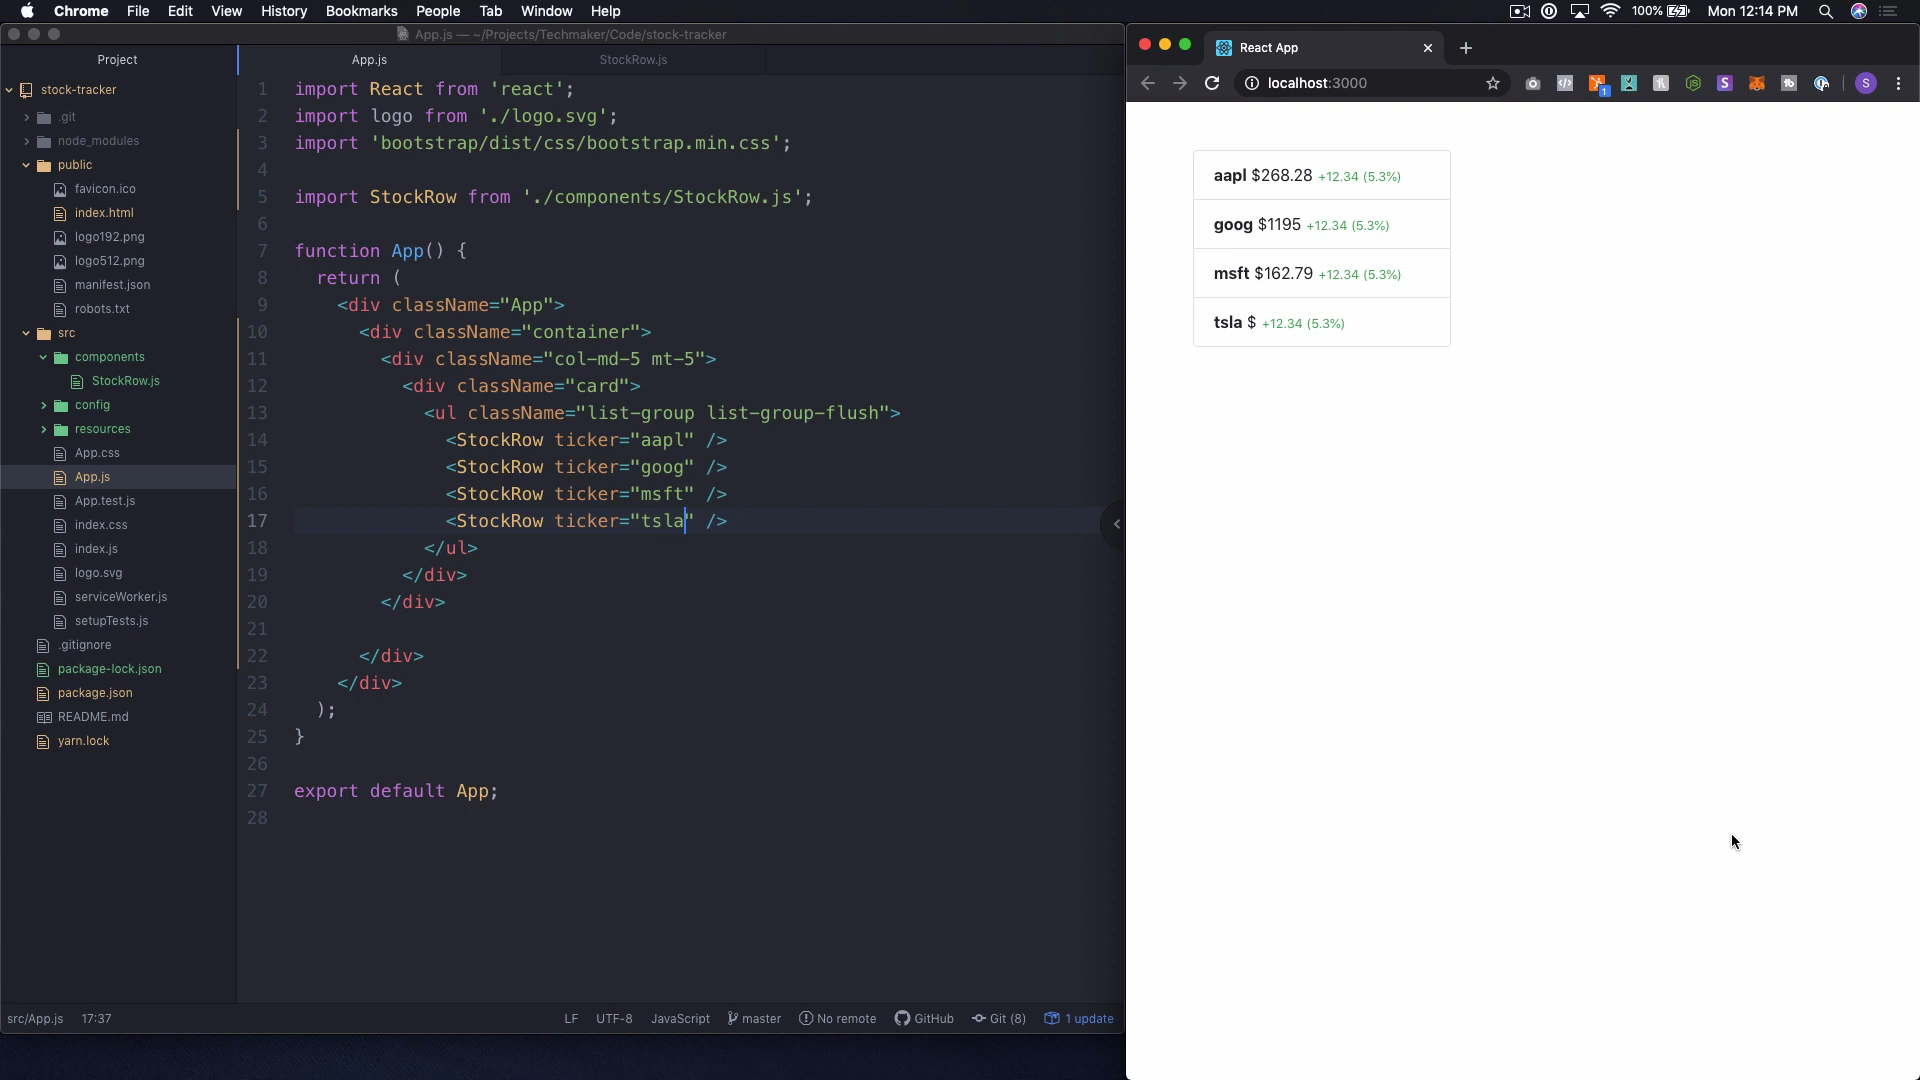 Chrome File Edit View History Bookmarks People Tab Window Help 100% Mon 12:14 PM
App.js — ~/Projects/Techmaker/Code/stock-tracker
Project
stock-tracker
.git
node_modules
public
favicon.ico
index.html
logo192.png
logo512.png
manifest.json
robots.txt
src
components
StockRow.js
config
resources
App.css
App.js
App.test.js
index.css
index.js
logo.svg
serviceWorker.js
setupTests.js
.gitignore
package-lock.json
package.json
README.md
yarn.lock
App.js StockRow.js
1 import React from 'react';
2 import logo from './logo.svg';
3 import 'bootstrap/dist/css/bootstrap.min.css';
4
5 import StockRow from './components/StockRow.js';
6
7 function App() {
8 return (
9 <div className="App">
10 <div className="container">
11 <div className="col-md-5 mt-5">
12 <div className="card">
13 <ul className="list-group list-group-flush">
14 <StockRow ticker="aapl" />
15 <StockRow ticker="goog" />
16 <StockRow ticker="msft" />
17 <StockRow ticker="tsla" />
18 </ul>
19 </div>
20 </div>
21
22 </div>
23 </div>
24 );
25 }
26
27 export default App;
28
src/App.js 17:37 LF UTF-8 JavaScript master No remote GitHub Git (8) 1 update
React App
localhost:3000
1
S
tb
S
aapl $268.28 +12.34 (5.3%)
goog $1195 +12.34 (5.3%)
msft $162.79 +12.34 (5.3%)
tsla $ +12.34 (5.3%)